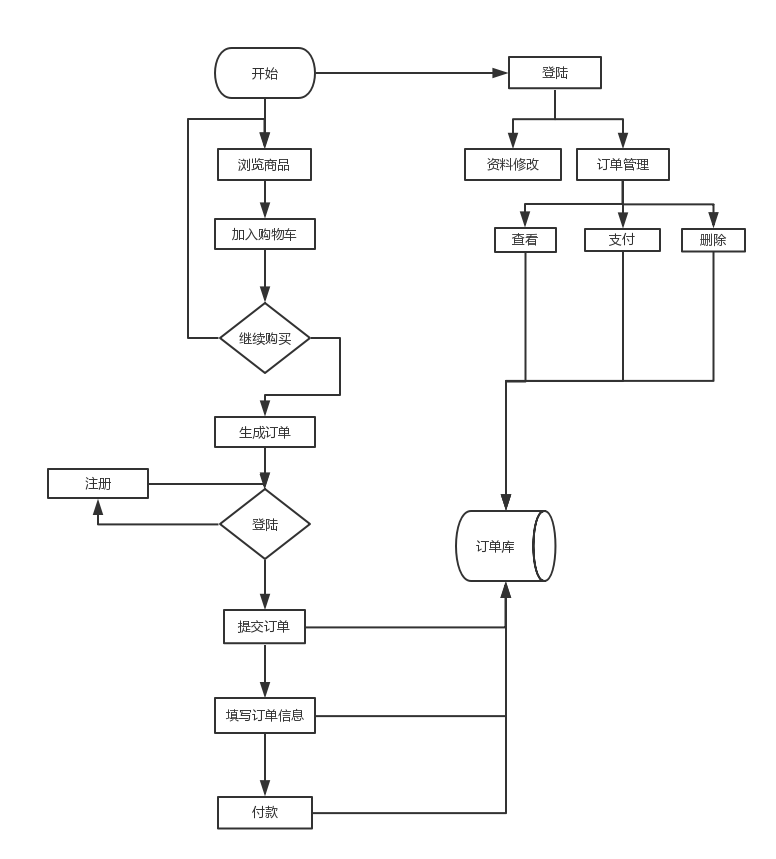 开始
登陆
浏览商品
资料修改
订单管理
加入购物车
查看
支付
删除
继续购买
生成订单
注册
登陆
订单库
提交订单
填写订单信息
付款